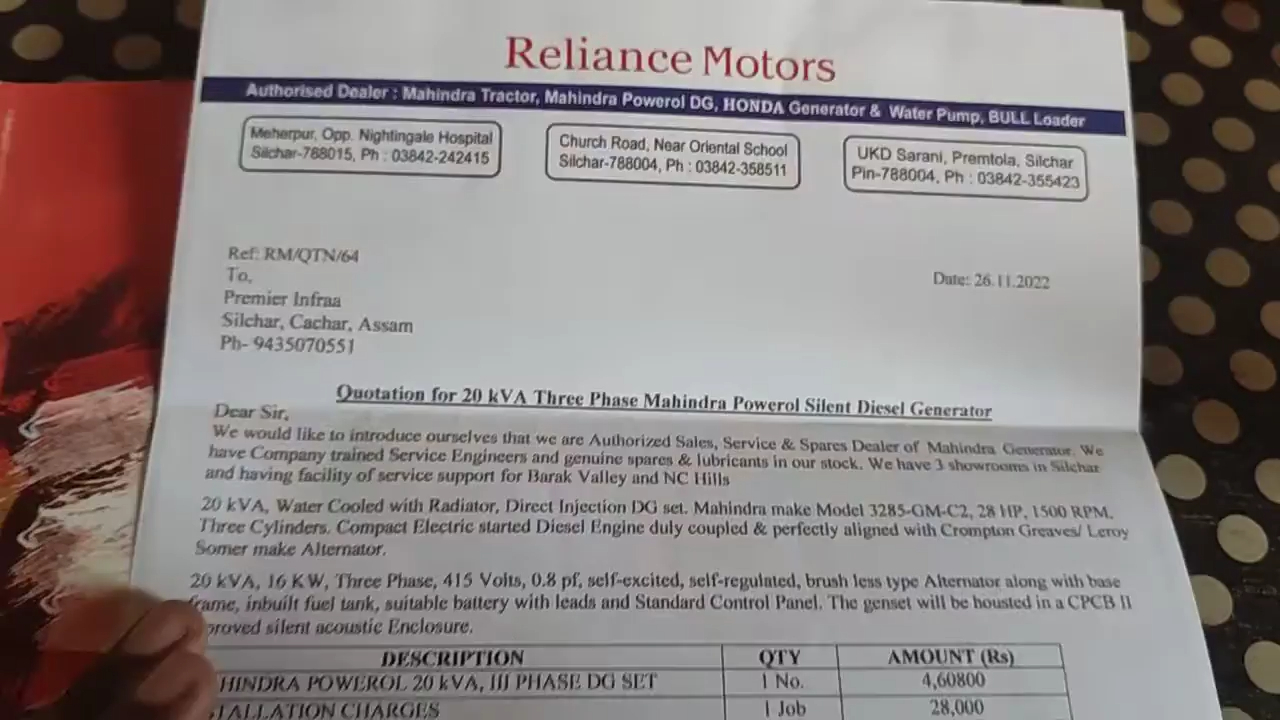 Reliance Motors
Authorised Dealer : Mahindra Tractor, Mahindra Powerol DG, HONDA Generator & Water Pump, BULL Loader
Meherpur, Opp. Nightingale Hospital
Silchar-788015, Ph : 03842-242415
Church Road, Near Oriental School
Silchar-788004, Ph : 03842-358511
UKD Sarani, Premtola, Silchar
Pin-788004, Ph : 03842-355423
Ref: RM/QTN/64
Date: 26.11.2022
To,
Premier Infraa
Silchar, Cachar, Assam
Ph- 9435070551
Quotation for 20 kVA Three Phase Mahindra Powerol Silent Diesel Generator
Dear Sir,
We would like to introduce ourselves that we are Authorized Sales, Service & Spares Dealer of Mahindra Generator. We
have Company trained Service Engineers and genuine spares & lubricants in our stock. We have 3 showrooms in Silchar
and having facility of service support for Barak Valley and NC Hills
20 kVA, Water Cooled with Radiator, Direct Injection DG set. Mahindra make Model 3285-GM-C2, 28 HP, 1500 RPM,
Three Cylinders. Compact Electric started Diesel Engine duly coupled & perfectly aligned with Crompton Greaves/ Leroy
Somer make Alternator.
20 kVA, 16 KW, Three Phase, 415 Volts, 0.8 pf, self-excited, self-regulated, brush less type Alternator along with base
frame, inbuilt fuel tank, suitable battery with leads and Standard Control Panel. The genset will be housted in a CPCB II
proved silent acoustic Enclosure.
DESCRIPTION QTY AMOUNT (Rs)
HINDRA POWEROL 20 kVA, III PHASE DG SET 1 No. 4,60800
TALLATION CHARGES 1 Job 28,000